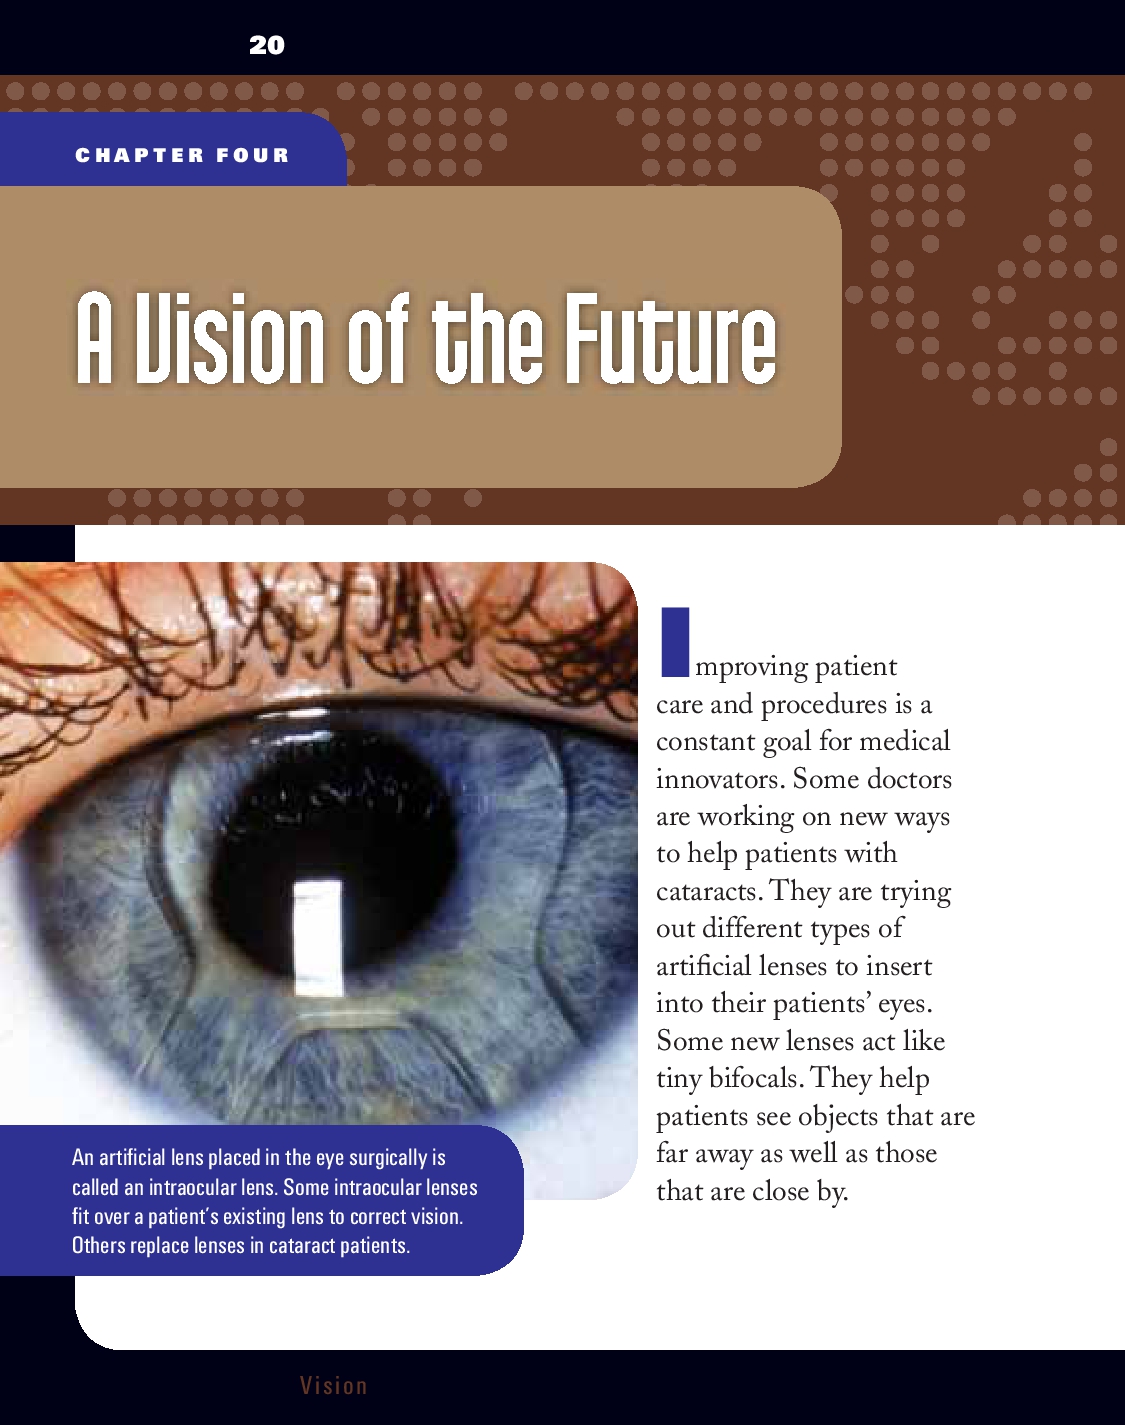 20
CHAPTER FOUR
A Vision of the Future
Improving patient
care and procedures is a
constant goal for medical
innovators. Some doctors
are working on new ways
to help patients with
cataracts. They are trying
out different types of
artificial lenses to insert
into their patients’ eyes.
Some new lenses act like
tiny bifocals. They help
patients see objects that are
far away as well as those
that are close by.
An artificial lens placed in the eye surgically is
called an intraocular lens. Some intraocular lenses
fit over a patient’s existing lens to correct vision.
Others replace lenses in cataract patients.
Vision